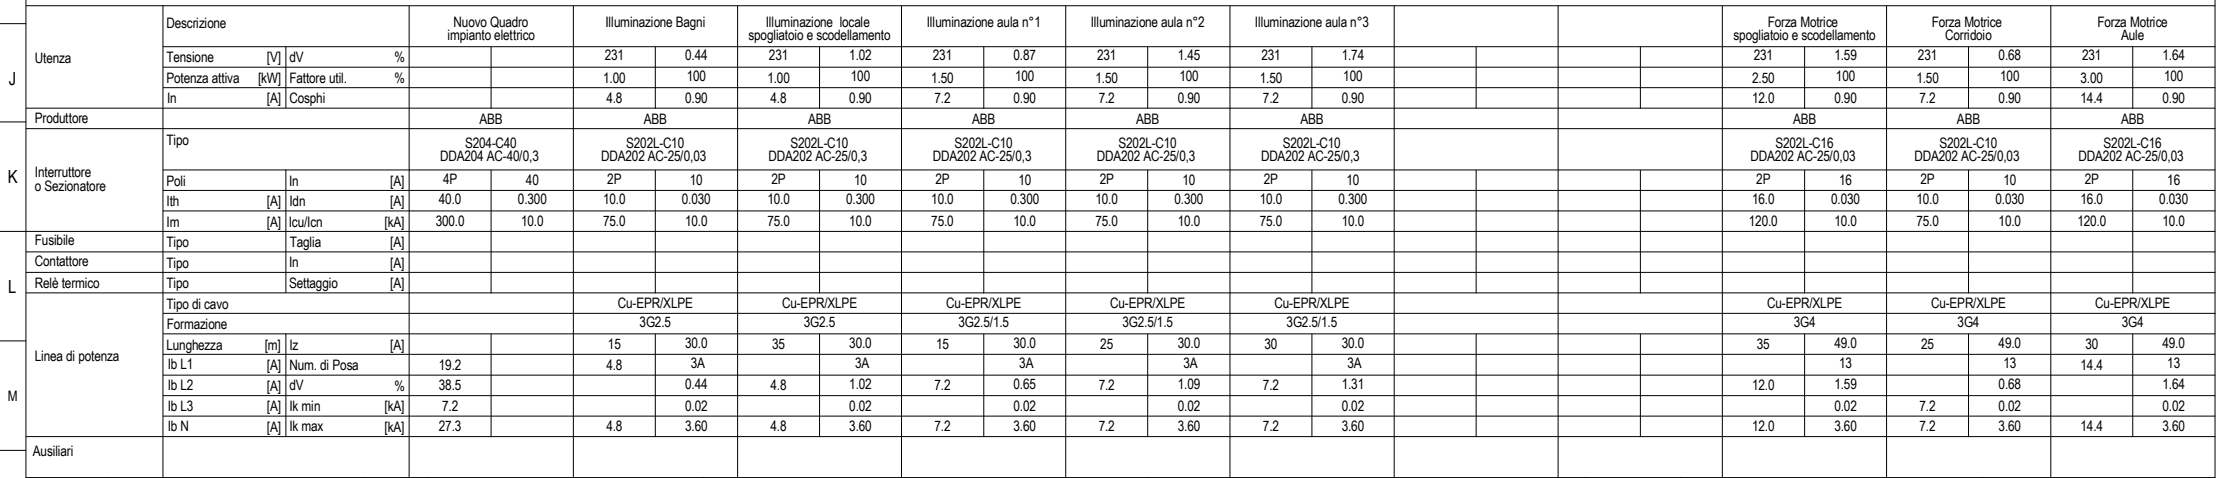 Descrizione Nuovo Quadro impianto elettrico Illuminazione Bagni Illuminazione locale spogliatoio e scodellamento Illuminazione aula n°1 Illuminazione aula n°2 Illuminazione aula n°3 Forza Motrice spogliatoio e scodellamento Forza Motrice Corridoio Forza Motrice Aule
J Utenza Tensione [V] dV % 231 0.44 231 1.02 231 0.87 231 1.45 231 1.74 231 1.59 231 0.68 231 1.64
Potenza attiva [kW] Fattore util. % 1.00 100 1.00 100 1.50 100 1.50 100 1.50 100 2.50 100 1.50 100 3.00 100
In [A] Cosphi 4.8 0.90 4.8 0.90 7.2 0.90 7.2 0.90 7.2 0.90 12.0 0.90 7.2 0.90 14.4 0.90
Produttore ABB ABB ABB ABB ABB ABB ABB ABB ABB
K Interruttore o Sezionatore Tipo S204-C40 DDA204 AC-40/0,3 S202L-C10 DDA202 AC-25/0,03 S202L-C10 DDA202 AC-25/0,3 S202L-C10 DDA202 AC-25/0,3 S202L-C10 DDA202 AC-25/0,3 S202L-C10 DDA202 AC-25/0,3 S202L-C16 DDA202 AC-25/0,03 S202L-C10 DDA202 AC-25/0,03 S202L-C16 DDA202 AC-25/0,03
Poli In [A] 4P 40 2P 10 2P 10 2P 10 2P 10 2P 10 2P 16 2P 10 2P 16
Ith [A] Idn [A] 40.0 0.300 10.0 0.030 10.0 0.300 10.0 0.300 10.0 0.300 10.0 0.300 16.0 0.030 10.0 0.030 16.0 0.030
Im [A] Icu/Icn [kA] 300.0 10.0 75.0 10.0 75.0 10.0 75.0 10.0 75.0 10.0 75.0 10.0 120.0 10.0 75.0 10.0 120.0 10.0
Fusibile Tipo Taglia [A]
Contattore Tipo In [A]
L Relè termico Tipo Settaggio [A]
Linea di potenza Tipo di cavo Cu-EPR/XLPE Cu-EPR/XLPE Cu-EPR/XLPE Cu-EPR/XLPE Cu-EPR/XLPE Cu-EPR/XLPE Cu-EPR/XLPE Cu-EPR/XLPE
Formazione 3G2.5 3G2.5 3G2.5/1.5 3G2.5/1.5 3G2.5/1.5 3G4 3G4 3G4
Lunghezza [m] Iz [A] 15 30.0 35 30.0 15 30.0 25 30.0 30 30.0 35 49.0 25 49.0 30 49.0
Ib L1 [A] Num. di Posa 19.2 4.8 3A 3A 3A 3A 3A 13 13 14.4 13
M Ib L2 [A] dV % 38.5 0.44 4.8 1.02 7.2 0.65 7.2 1.09 7.2 1.31 12.0 1.59 0.68 1.64
Ib L3 [A] Ik min [kA] 7.2 0.02 0.02 0.02 0.02 0.02 0.02 7.2 0.02 0.02
Ib N [A] Ik max [kA] 27.3 4.8 3.60 4.8 3.60 7.2 3.60 7.2 3.60 7.2 3.60 12.0 3.60 7.2 3.60 14.4 3.60
Ausiliari